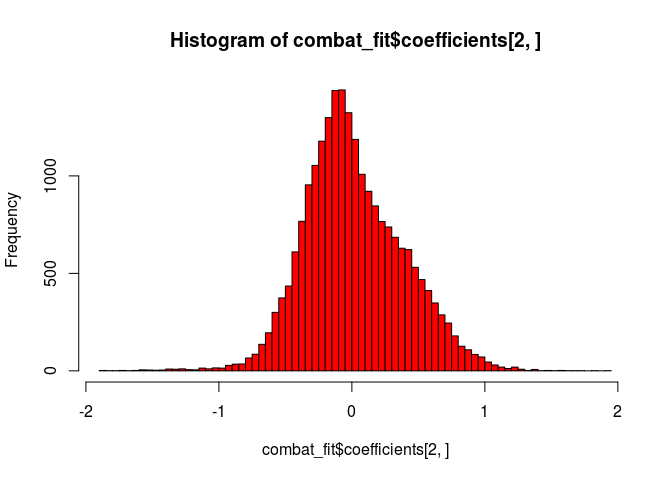 Histogram of combat_fit$coefficients[2, ]
Frequency
1000
500
0
-2 -1 0 1 2
combat_fit$coefficients[2, ]